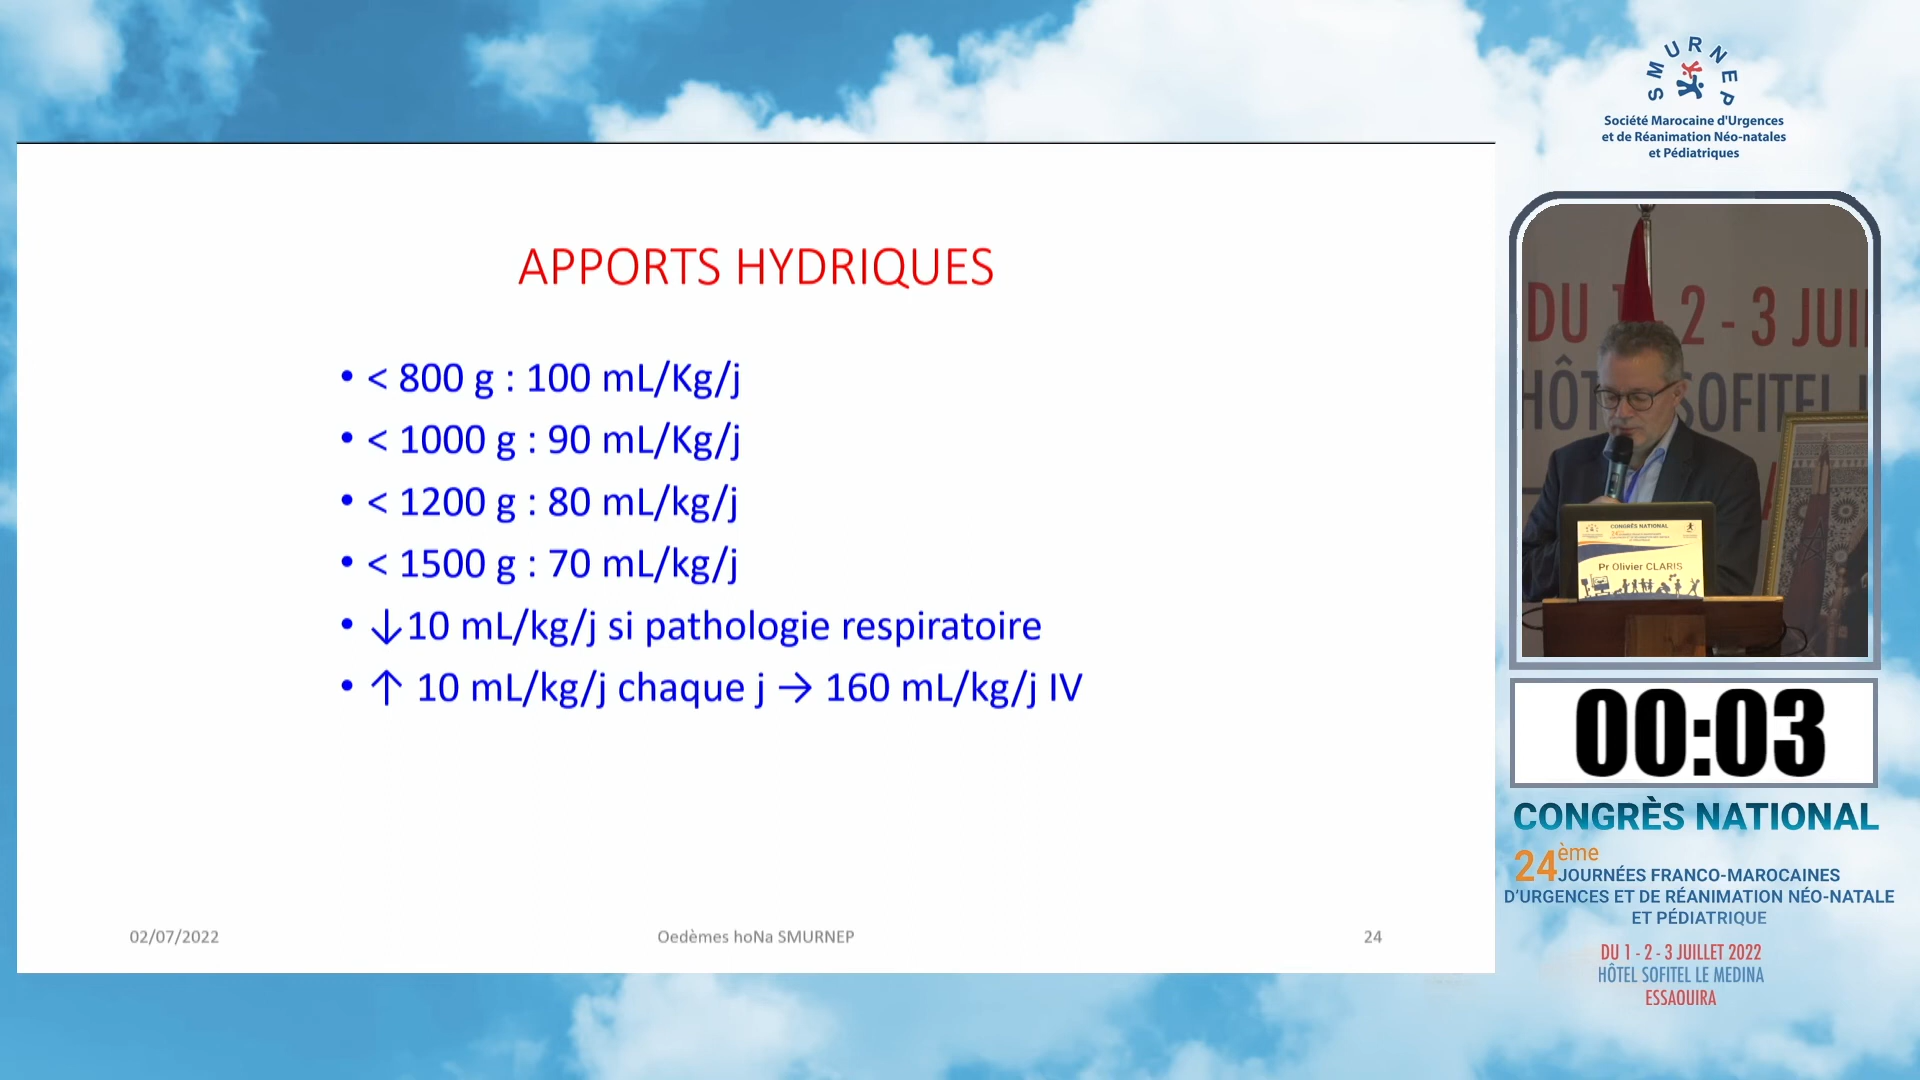 SMURNEP
Société Marocaine d'Urgences
et de Réanimation Néo-natales
et Pédiatriques
APPORTS HYDRIQUES
• < 800 g : 100 mL/Kg/j
• < 1000 g : 90 mL/Kg/j
• < 1200 g : 80 mL/kg/j
• < 1500 g : 70 mL/kg/j
• ↓10 mL/kg/j si pathologie respiratoire
• ↑ 10 mL/kg/j chaque j → 160 mL/kg/j IV
02/07/2022
Oedèmes hoNa SMURNEP
24
DU 1 - 2 - 3 JUI
HÔT SOFITEL L
CONGRÈS NATIONAL
Pr Olivier CLARIS
00:03
CONGRÈS NATIONAL
24ème
JOURNÉES FRANCO-MAROCAINES
D'URGENCES ET DE RÉANIMATION NÉO-NATALE
ET PÉDIATRIQUE
DU 1 - 2 - 3 JUILLET 2022
HÔTEL SOFITEL LE MEDINA
ESSAOUIRA